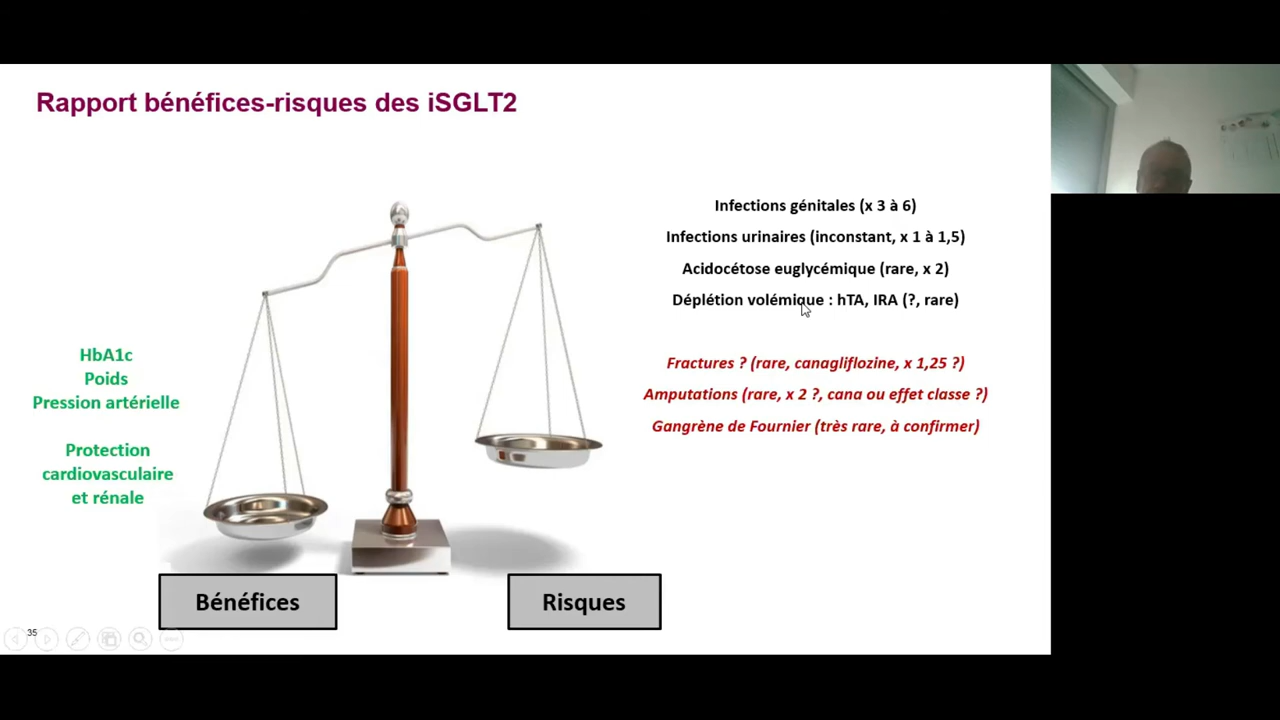 Rapport bénéfices-risques des iSGLT2
Infections génitales (x 3 à 6)
Infections urinaires (inconstant, x 1 à 1,5)
Acidocétose euglycémique (rare, x 2)
Déplétion volémique : hTA, IRA (?, rare)
Fractures ? (rare, canagliflozine, x 1,25 ?)
Amputations (rare, x 2 ?, cana ou effet classe ?)
Gangrène de Fournier (très rare, à confirmer)
HbA1c
Poids
Pression artérielle
Protection
cardiovasculaire
et rénale
Bénéfices
Risques
35